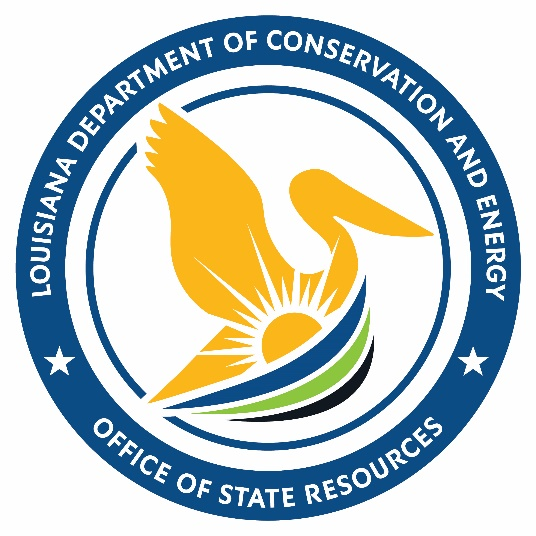 LOUISIANA DEPARTMENT OF CONSERVATION AND ENERGY
OFFICE OF STATE RESOURCES